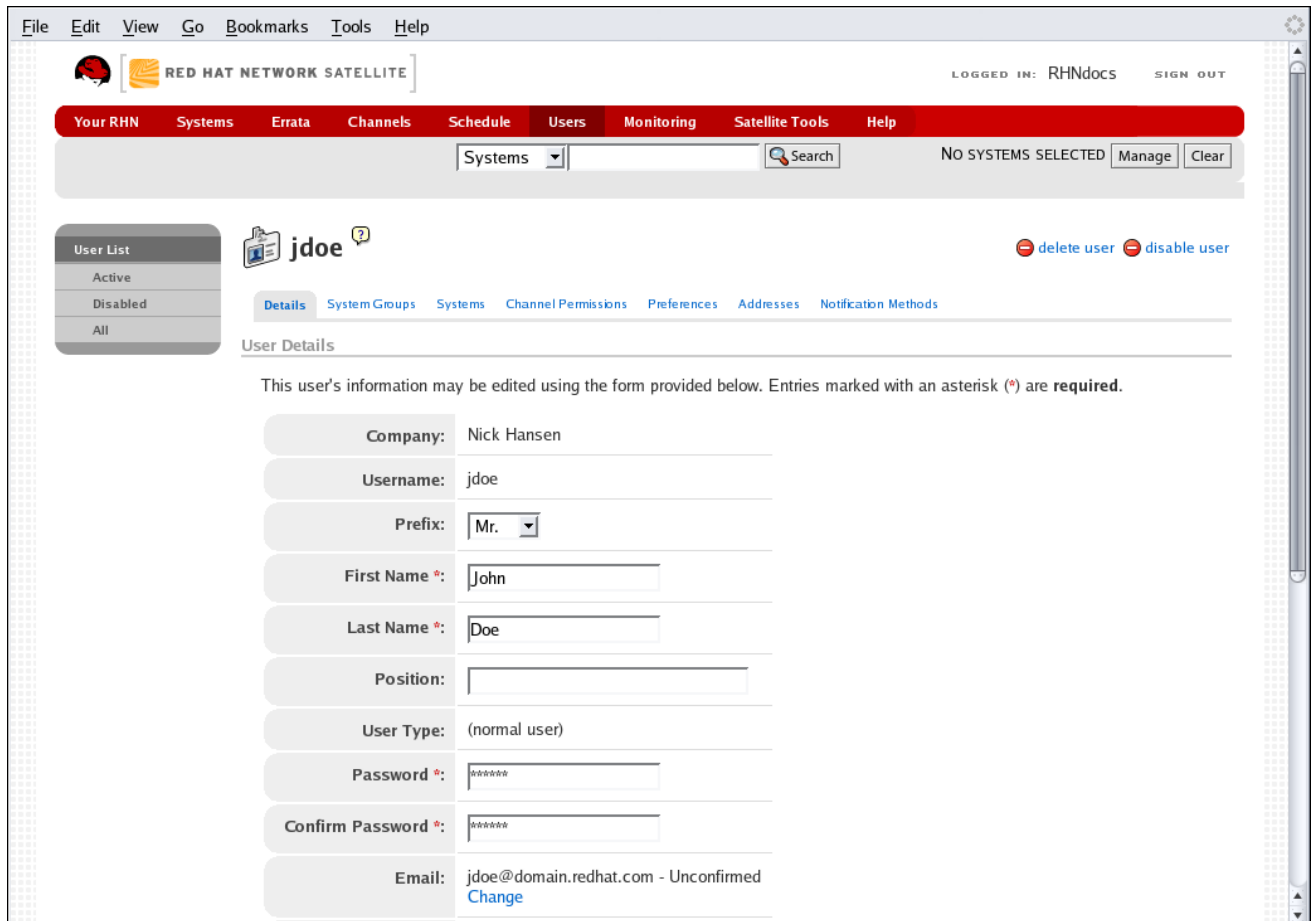 File Edit View Go Bookmarks Tools Help
RED HAT NETWORK SATELLITE
LOGGED IN: RHNdocs SIGN OUT
Your RHN Systems Errata Channels Schedule Users Monitoring Satellite Tools Help
Systems Search NO SYSTEMS SELECTED Manage Clear
User List
Active
Disabled
All
jdoe ?
delete user disable user
Details System Groups Systems Channel Permissions Preferences Addresses Notification Methods
User Details
This user's information may be edited using the form provided below. Entries marked with an asterisk (*) are required.
Company: Nick Hansen
Username: jdoe
Prefix: Mr.
First Name *: John
Last Name *: Doe
Position:
User Type: (normal user)
Password *: ******
Confirm Password *: ******
Email: jdoe@domain.redhat.com - Unconfirmed
Change